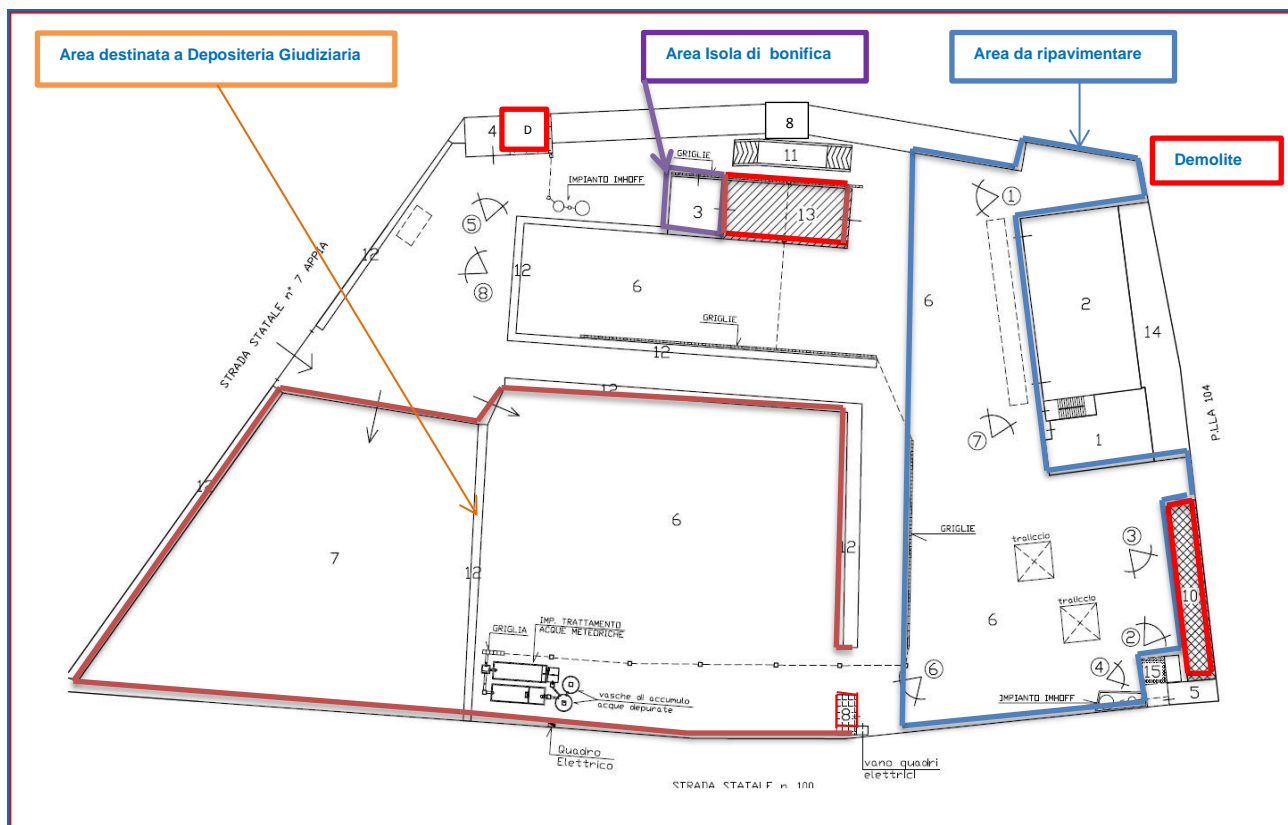 Area destinata a Depositeria Giudiziaria
Area Isola di bonifica
Area da ripavimentare
Demolite
4
D
8
11
GRIGLIE
IMPIANTO IMHOFF
3
13
1
5
12
12
8
6
6
2
14
GRIGLIE
12
STRADA STATALE n° 7 APPIA
12
7
1
P.LLA 104
12
6
12
GRIGLIE
3
7
12
traliccio
10
6
traliccio
2
IMP. TRATTAMENTO
ACQUE METEORICHE
GRIGLIA
4
15
6
vasche di accumulo
acque depurate
IMPIANTO IMHOFF
5
8
Quadro
Elettrico
vano quadri
elettrici
STRADA STATALE n. 100